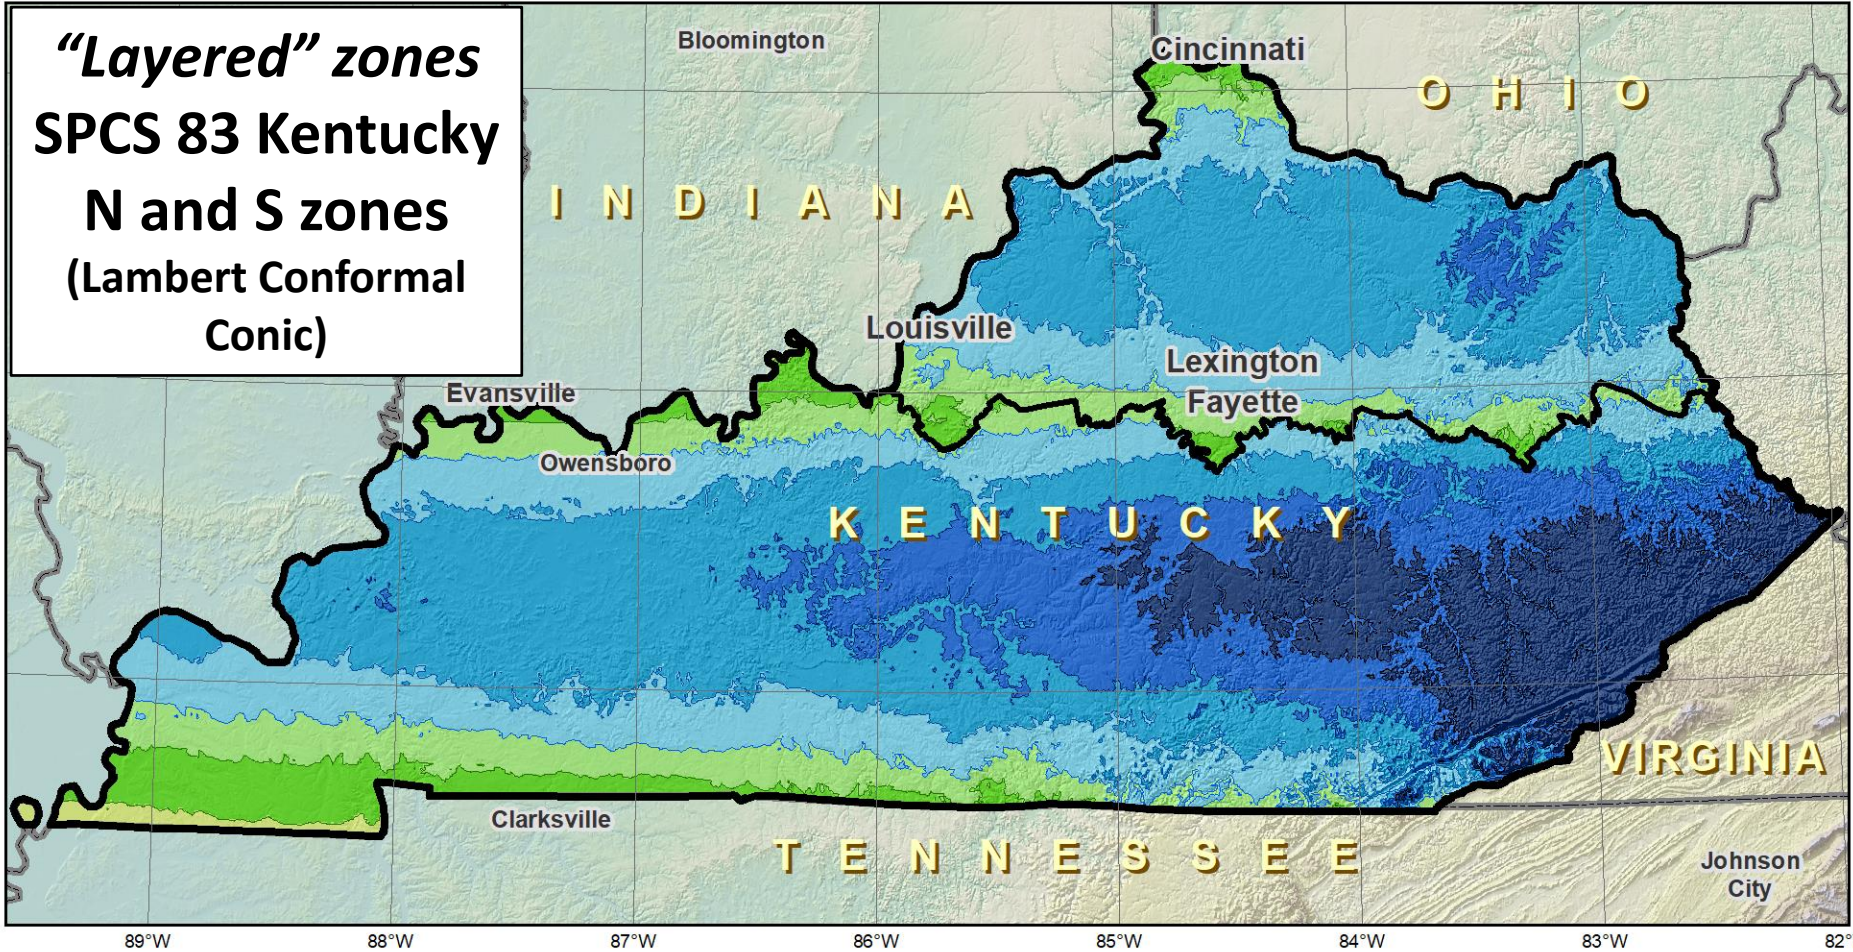 “Layered” zones
SPCS 83 Kentucky
N and S zones
(Lambert Conformal
Conic)
Bloomington
Cincinnati
OHIO
INDIANA
Louisville
Lexington
Fayette
Evansville
Owensboro
KENTUCKY
VIRGINIA
Clarksville
TENNESSEE
Johnson
City
89°W 88°W 87°W 86°W 85°W 84°W 83°W 82°